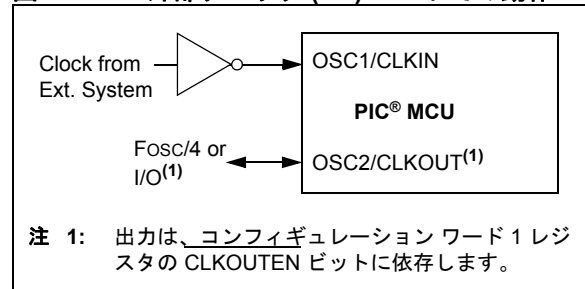 Clock from
Ext. System
OSC1/CLKIN
PIC® MCU
Fosc/4 or
I/O(1)
OSC2/CLKOUT(1)
注 1: 出力は、コンフィギュレーション ワード 1 レジ
スタの CLKOUTEN ビットに依存します。